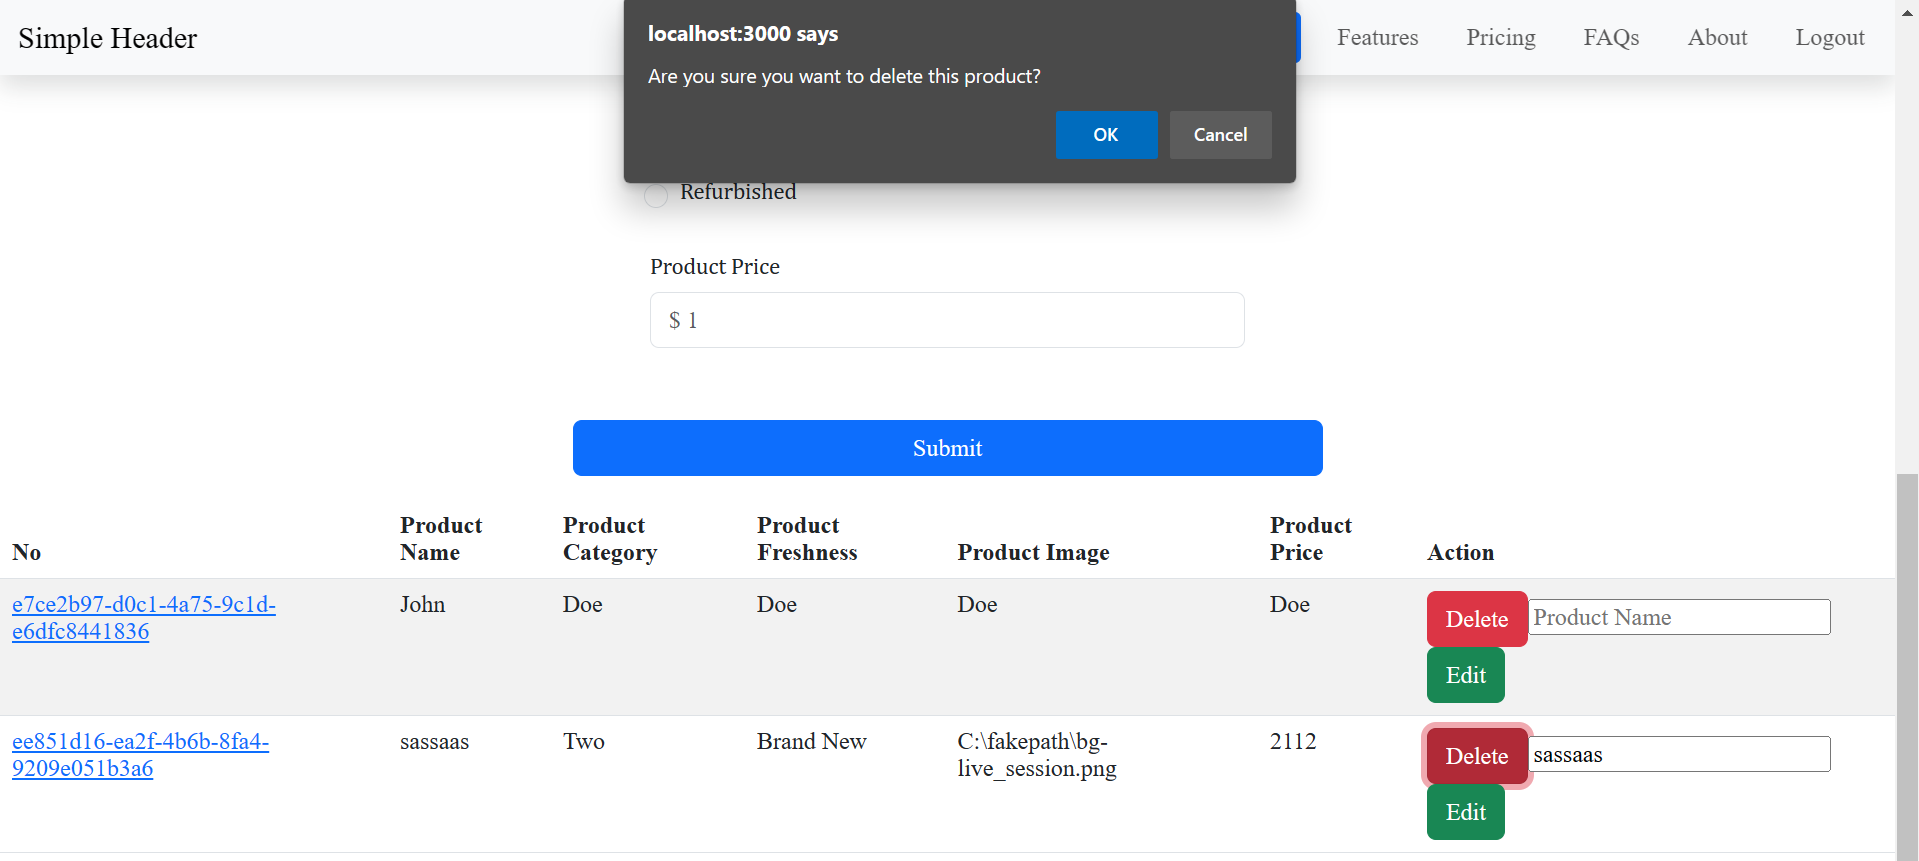 Simple Header
Features
Pricing
FAQs
About
Logout
localhost:3000 says
Are you sure you want to delete this product?
OK
Cancel
Refurbished
Product Price
$ 1
Submit
No
Product
Name
Product
Category
Product
Freshness
Product Image
Product
Price
Action
e7ce2b97-d0c1-4a75-9c1d-
e6dfc8441836
John
Doe
Doe
Doe
Doe
Delete
Product Name
Edit
ee851d16-ea2f-4b6b-8fa4-
9209e051b3a6
sassaas
Two
Brand New
C:\fakepath\bg-
live_session.png
2112
Delete
sassaas
Edit